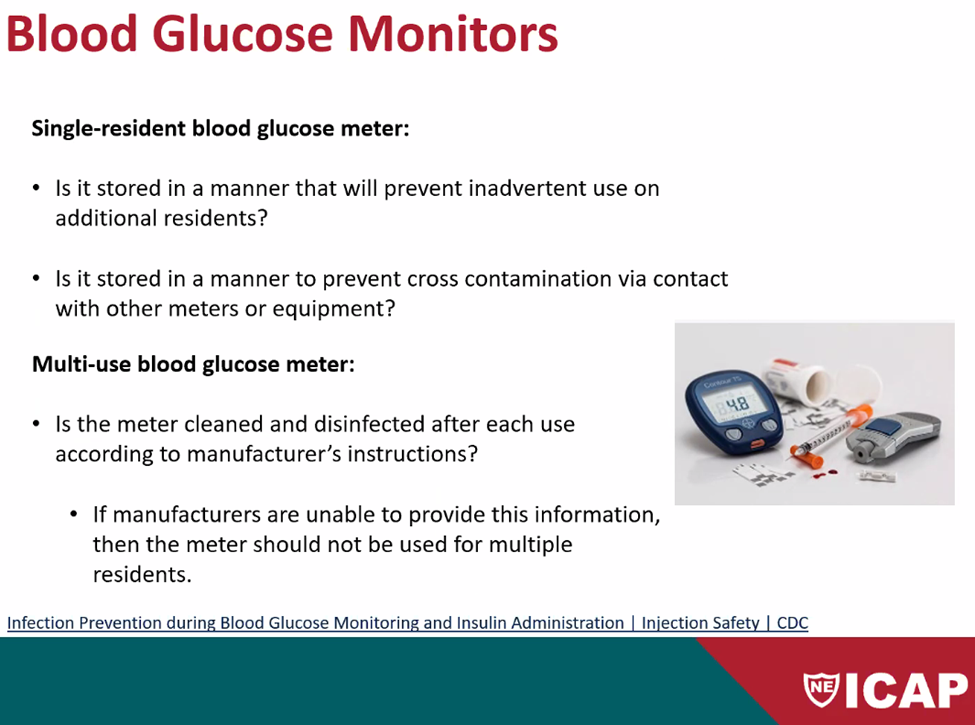 Blood Glucose Monitors
Single-resident blood glucose meter:
• Is it stored in a manner that will prevent inadvertent use on
additional residents?
• Is it stored in a manner to prevent cross contamination via contact
with other meters or equipment?
Multi-use blood glucose meter:
• Is the meter cleaned and disinfected after each use
according to manufacturer’s instructions?
• If manufacturers are unable to provide this information,
then the meter should not be used for multiple
residents.
Contour TS
4.8
Infection Prevention during Blood Glucose Monitoring and Insulin Administration | Injection Safety | CDC
NE ICAP